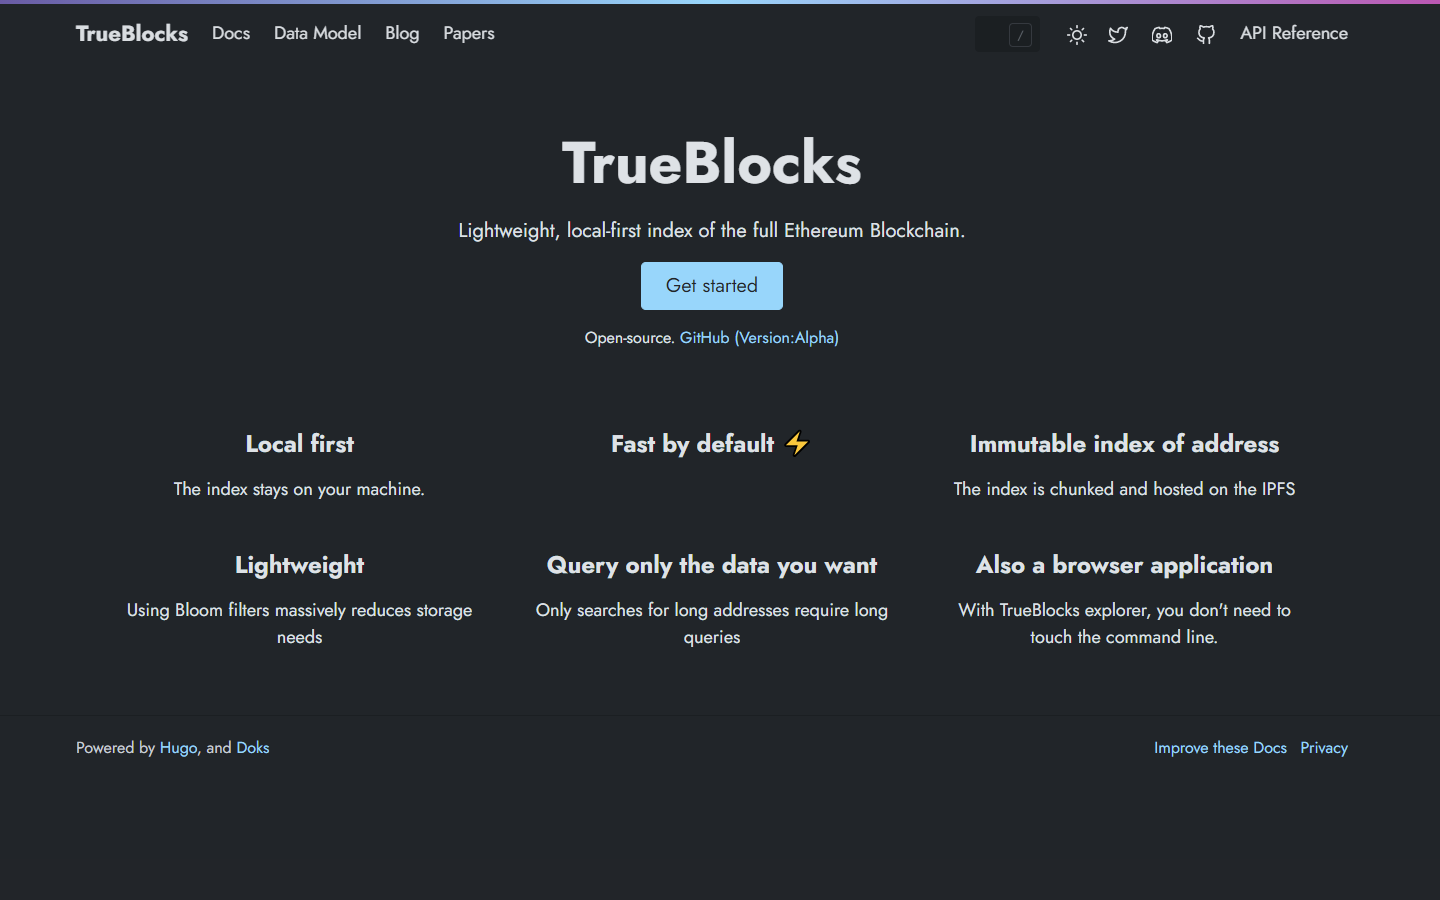 TrueBlocks Docs Data Model Blog Papers / API Reference
TrueBlocks
Lightweight, local-first index of the full Ethereum Blockchain.
Get started
Open-source. GitHub (Version:Alpha)
Local first
The index stays on your machine.
Fast by default ⚡
Immutable index of address
The index is chunked and hosted on the IPFS
Lightweight
Using Bloom filters massively reduces storage
needs
Query only the data you want
Only searches for long addresses require long
queries
Also a browser application
With TrueBlocks explorer, you don't need to
touch the command line.
Powered by Hugo, and Doks
Improve these Docs Privacy